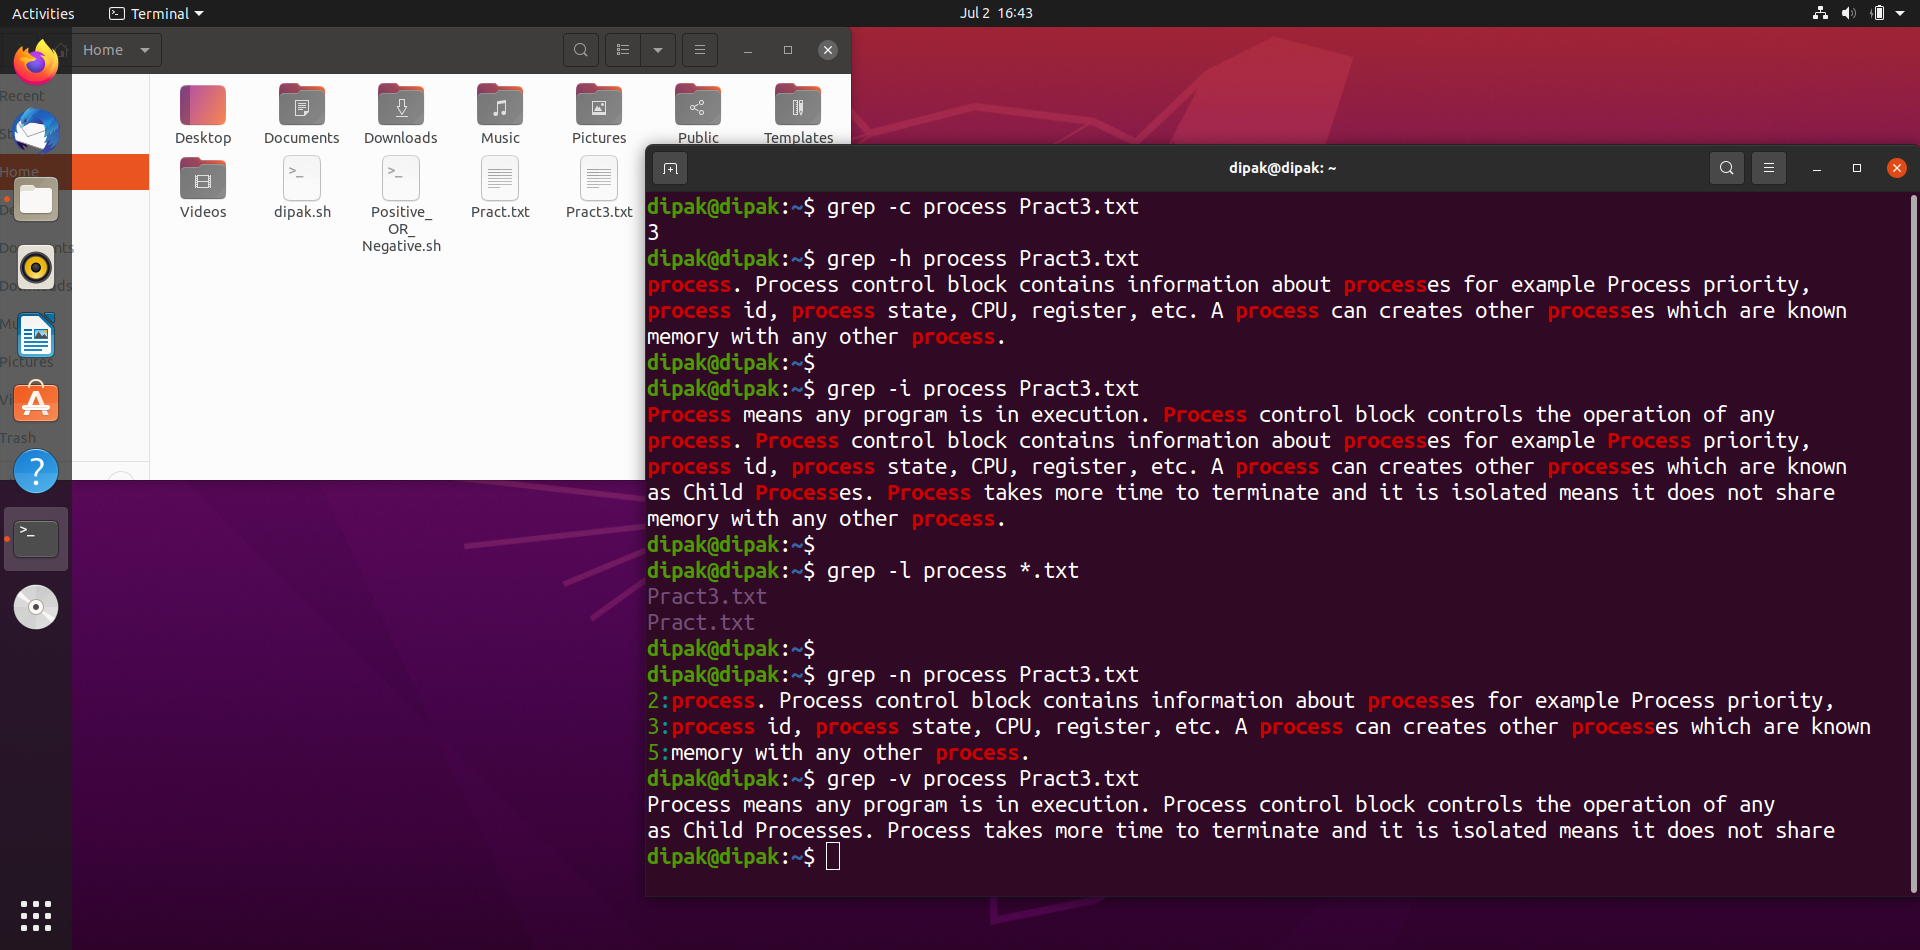 Activities
Terminal
Jul 2 16:43
Home
Recent
Home
Pictures
Trash
Desktop
Documents
Downloads
Music
Pictures
Public
Templates
Videos
dipak.sh
Positive_
OR_
Negative.sh
Pract.txt
Pract3.txt
dipak@dipak: ~
dipak@dipak:~$ grep -c process Pract3.txt
3
dipak@dipak:~$ grep -h process Pract3.txt
process. Process control block contains information about processes for example Process priority,
process id, process state, CPU, register, etc. A process can creates other processes which are known
memory with any other process.
dipak@dipak:~$
dipak@dipak:~$ grep -i process Pract3.txt
Process means any program is in execution. Process control block controls the operation of any
process. Process control block contains information about processes for example Process priority,
process id, process state, CPU, register, etc. A process can creates other processes which are known
as Child Processes. Process takes more time to terminate and it is isolated means it does not share
memory with any other process.
dipak@dipak:~$
dipak@dipak:~$ grep -l process *.txt
Pract3.txt
Pract.txt
dipak@dipak:~$
dipak@dipak:~$ grep -n process Pract3.txt
2:process. Process control block contains information about processes for example Process priority,
3:process id, process state, CPU, register, etc. A process can creates other processes which are known
5:memory with any other process.
dipak@dipak:~$ grep -v process Pract3.txt
Process means any program is in execution. Process control block controls the operation of any
as Child Processes. Process takes more time to terminate and it is isolated means it does not share
dipak@dipak:~$